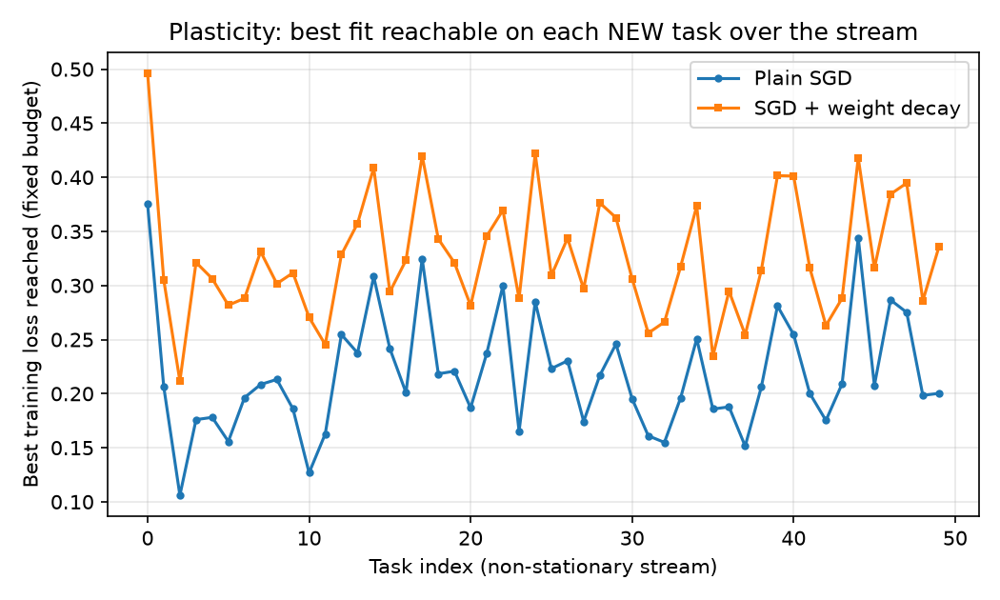 Plasticity: best fit reachable on each NEW task over the stream
Plain SGD
SGD + weight decay
Best training loss reached (fixed budget)
0.50
0.45
0.40
0.35
0.30
0.25
0.20
0.15
0.10
0 10 20 30 40 50
Task index (non-stationary stream)